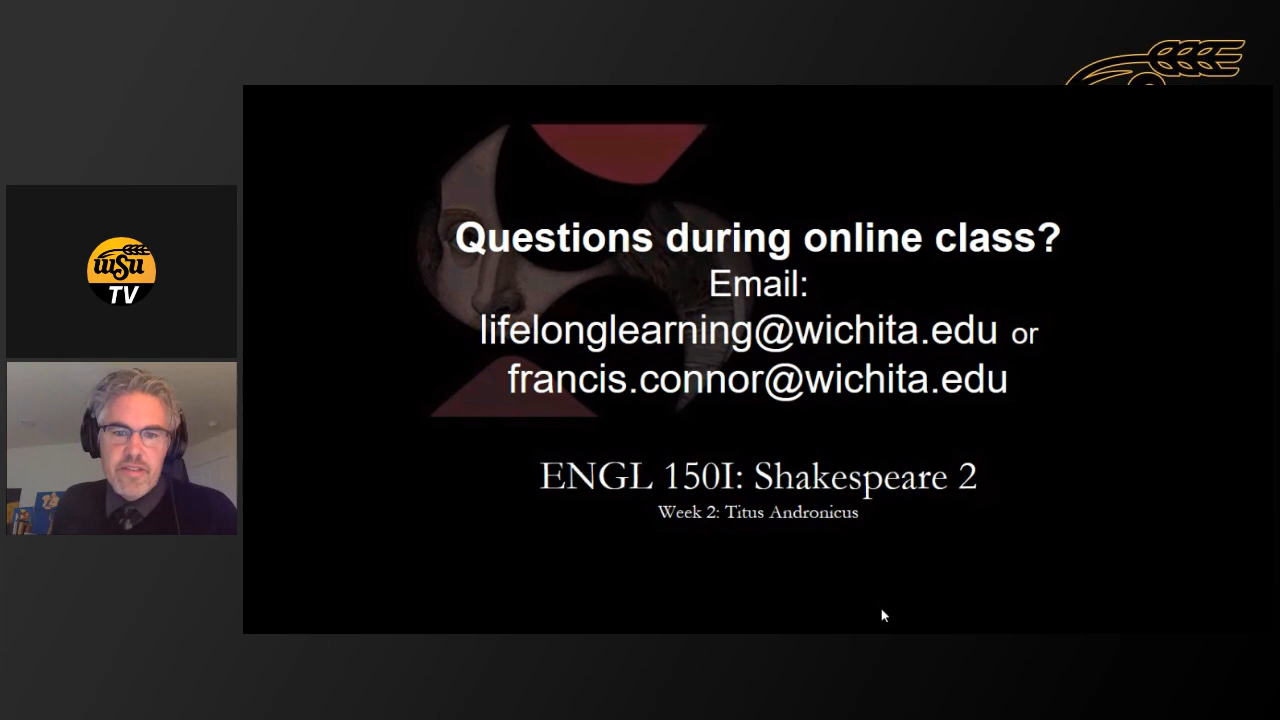 WSU
TV
Questions during online class?
Email:
lifelonglearning@wichita.edu or
francis.connor@wichita.edu
ENGL 150I: Shakespeare 2
Week 2: Titus Andronicus